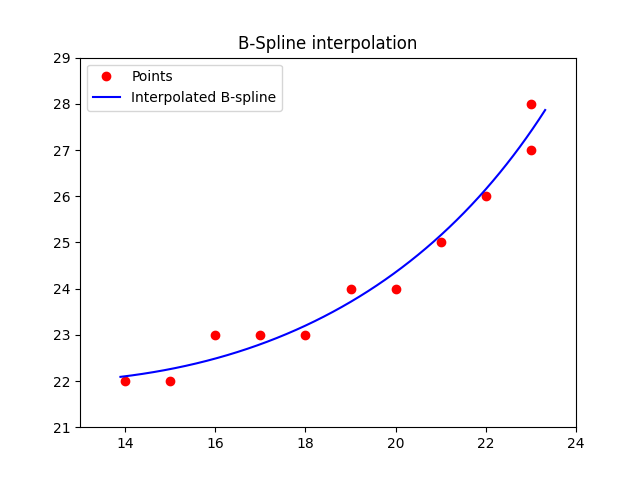 B-Spline interpolation
29
28
27
26
25
24
23
22
21
Points
Interpolated B-spline
14 16 18 20 22 24